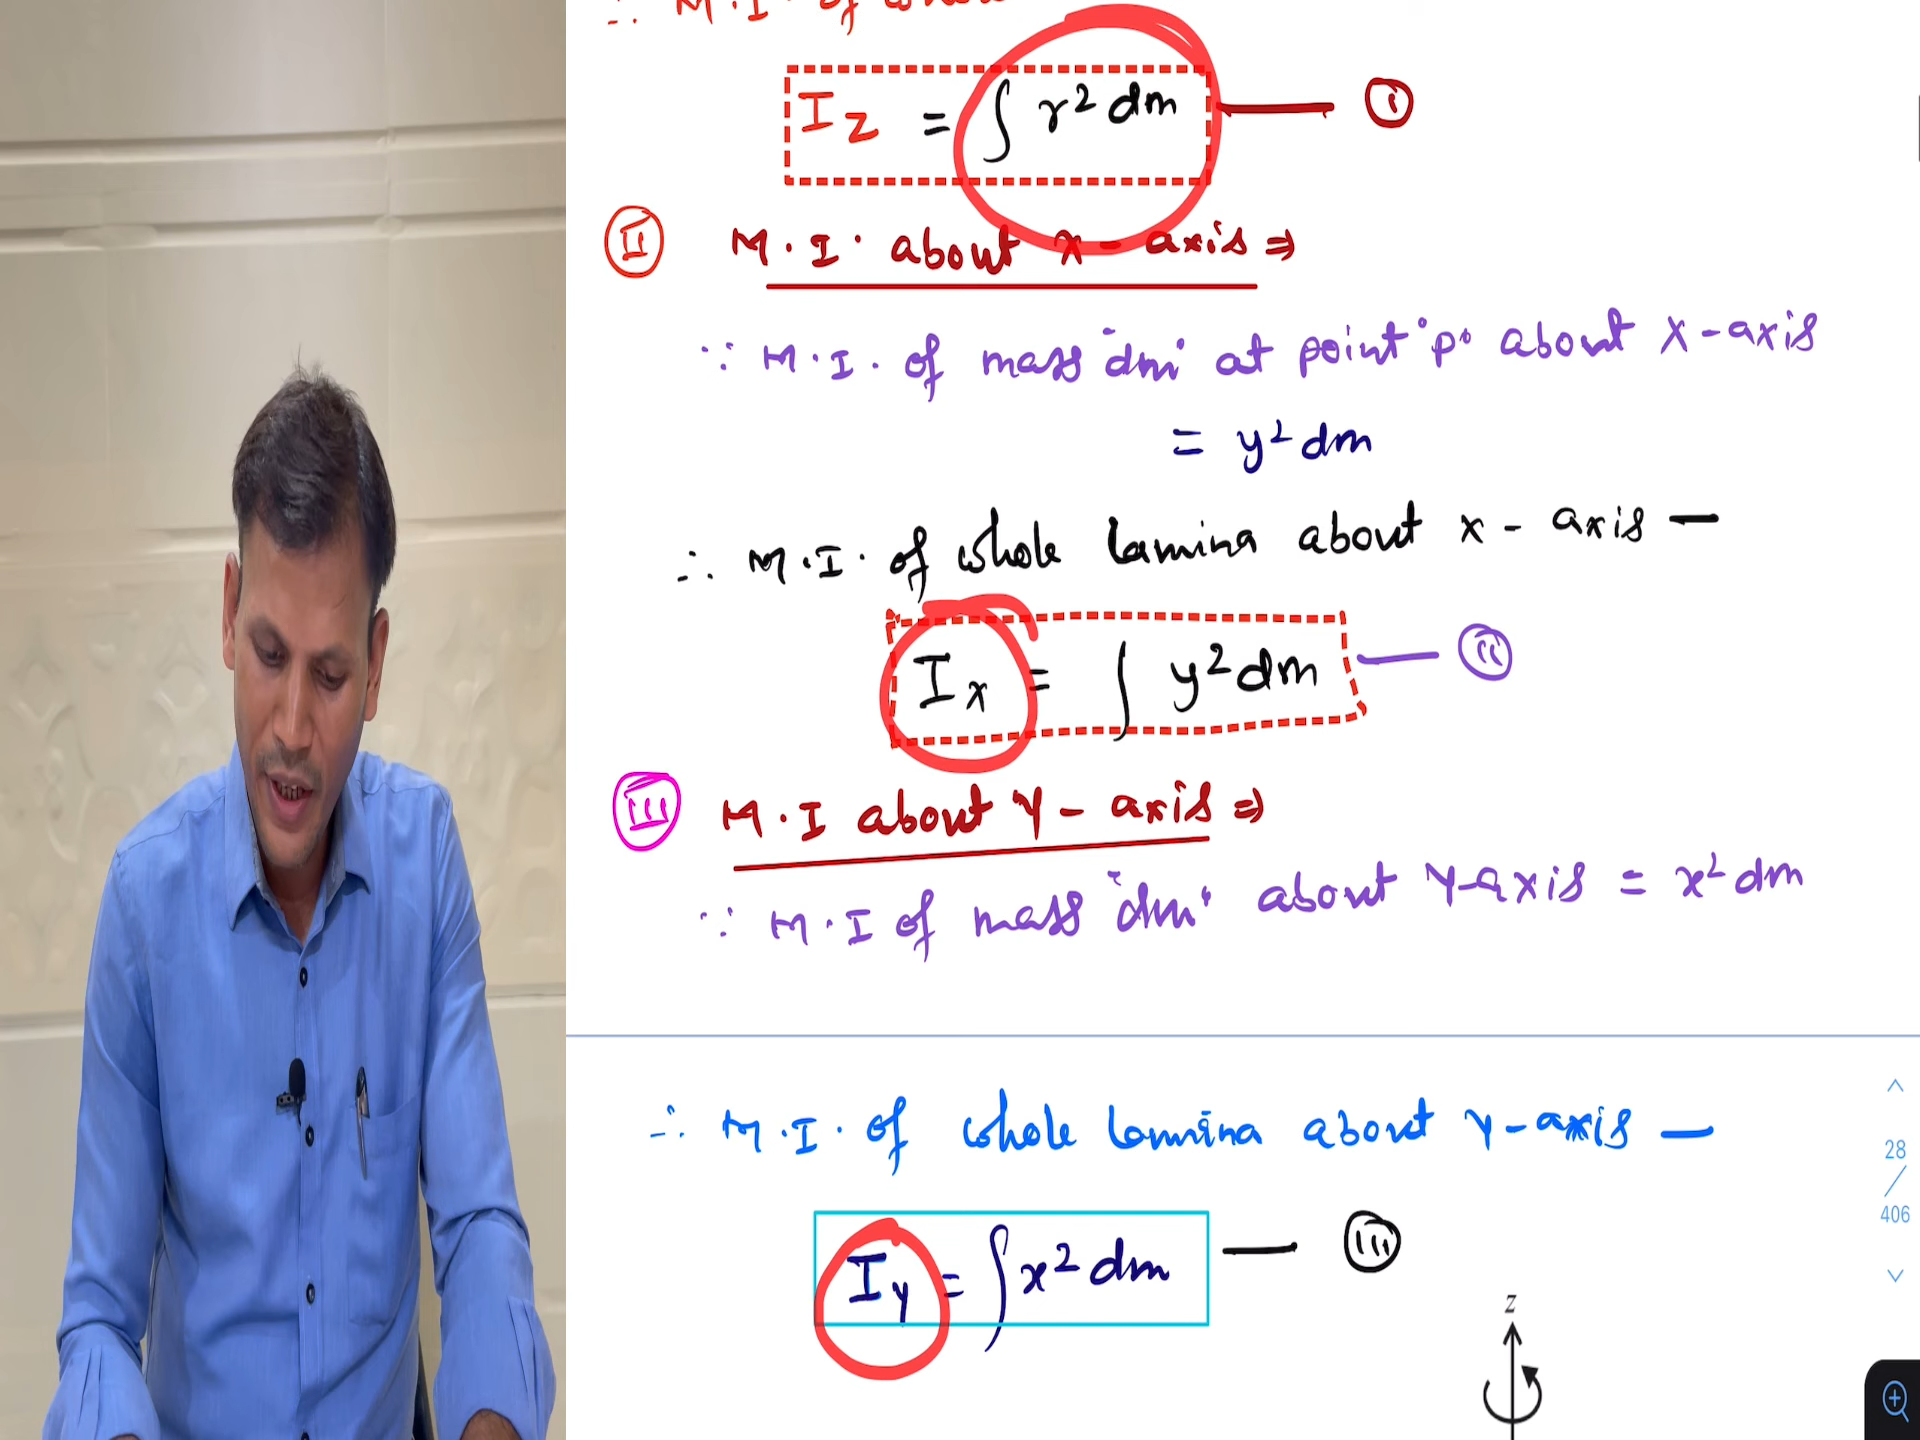 ∴ M.I. of whole
I_z = ∫ r² dm — (i)
(II) M.I. about x-axis ⇒
∵ M.I. of mass "dm" at point "P" about x-axis
= y² dm
∴ M.I. of whole lamina about x-axis —
I_x = ∫ y² dm — (ii)
(III) M.I about Y-axis ⇒
∵ M.I of mass "dm" about Y-axis = x² dm
∴ M.I. of whole lamina about Y-axis —
I_y = ∫ x² dm — (iii)
28
/
406
z